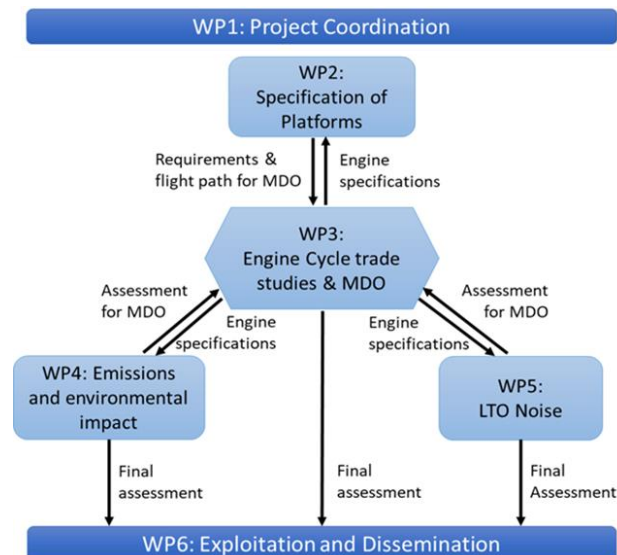 WP1: Project Coordination
WP2:
Specification of
Platforms
Requirements &
flight path for MDO
Engine
specifications
WP3:
Engine Cycle trade
studies & MDO
Assessment
for MDO
Engine
specifications
Engine
specifications
Assessment
for MDO
WP4: Emissions
and environmental
impact
WP5:
LTO Noise
Final
assessment
Final
assessment
Final
Assessment
WP6: Exploitation and Dissemination